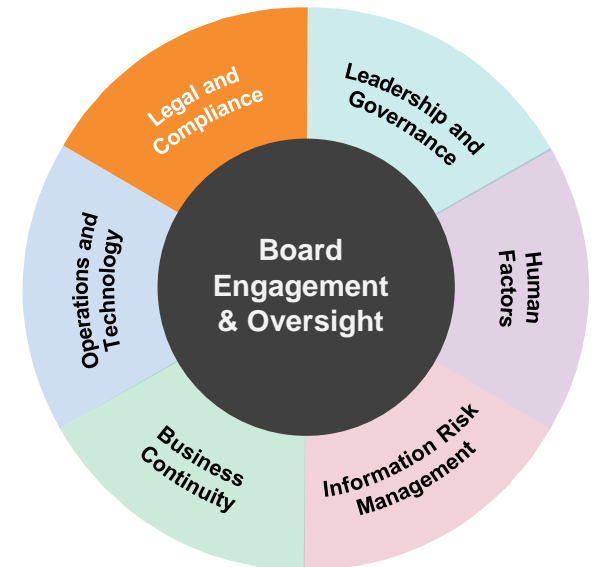 Legal and
Compliance
Leadership and
Governance
Human
Factors
Information Risk
Management
Business
Continuity
Operations and
Technology
Board
Engagement
& Oversight